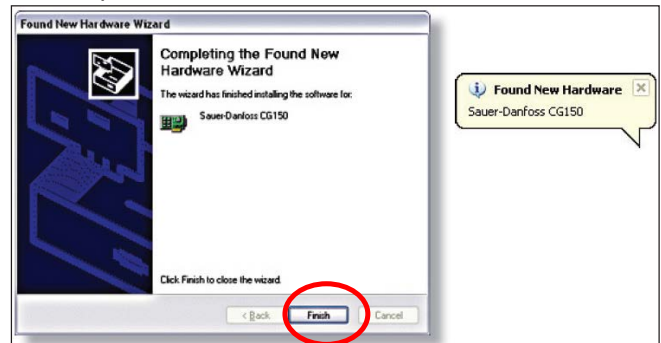 Found New Hardware Wizard
Completing the Found New
Hardware Wizard
The wizard has finished installing the software for:
Sauer-Danfoss CG150
Click Finish to close the wizard.
< Back
Finish
Cancel
Found New Hardware
Sauer-Danfoss CG150